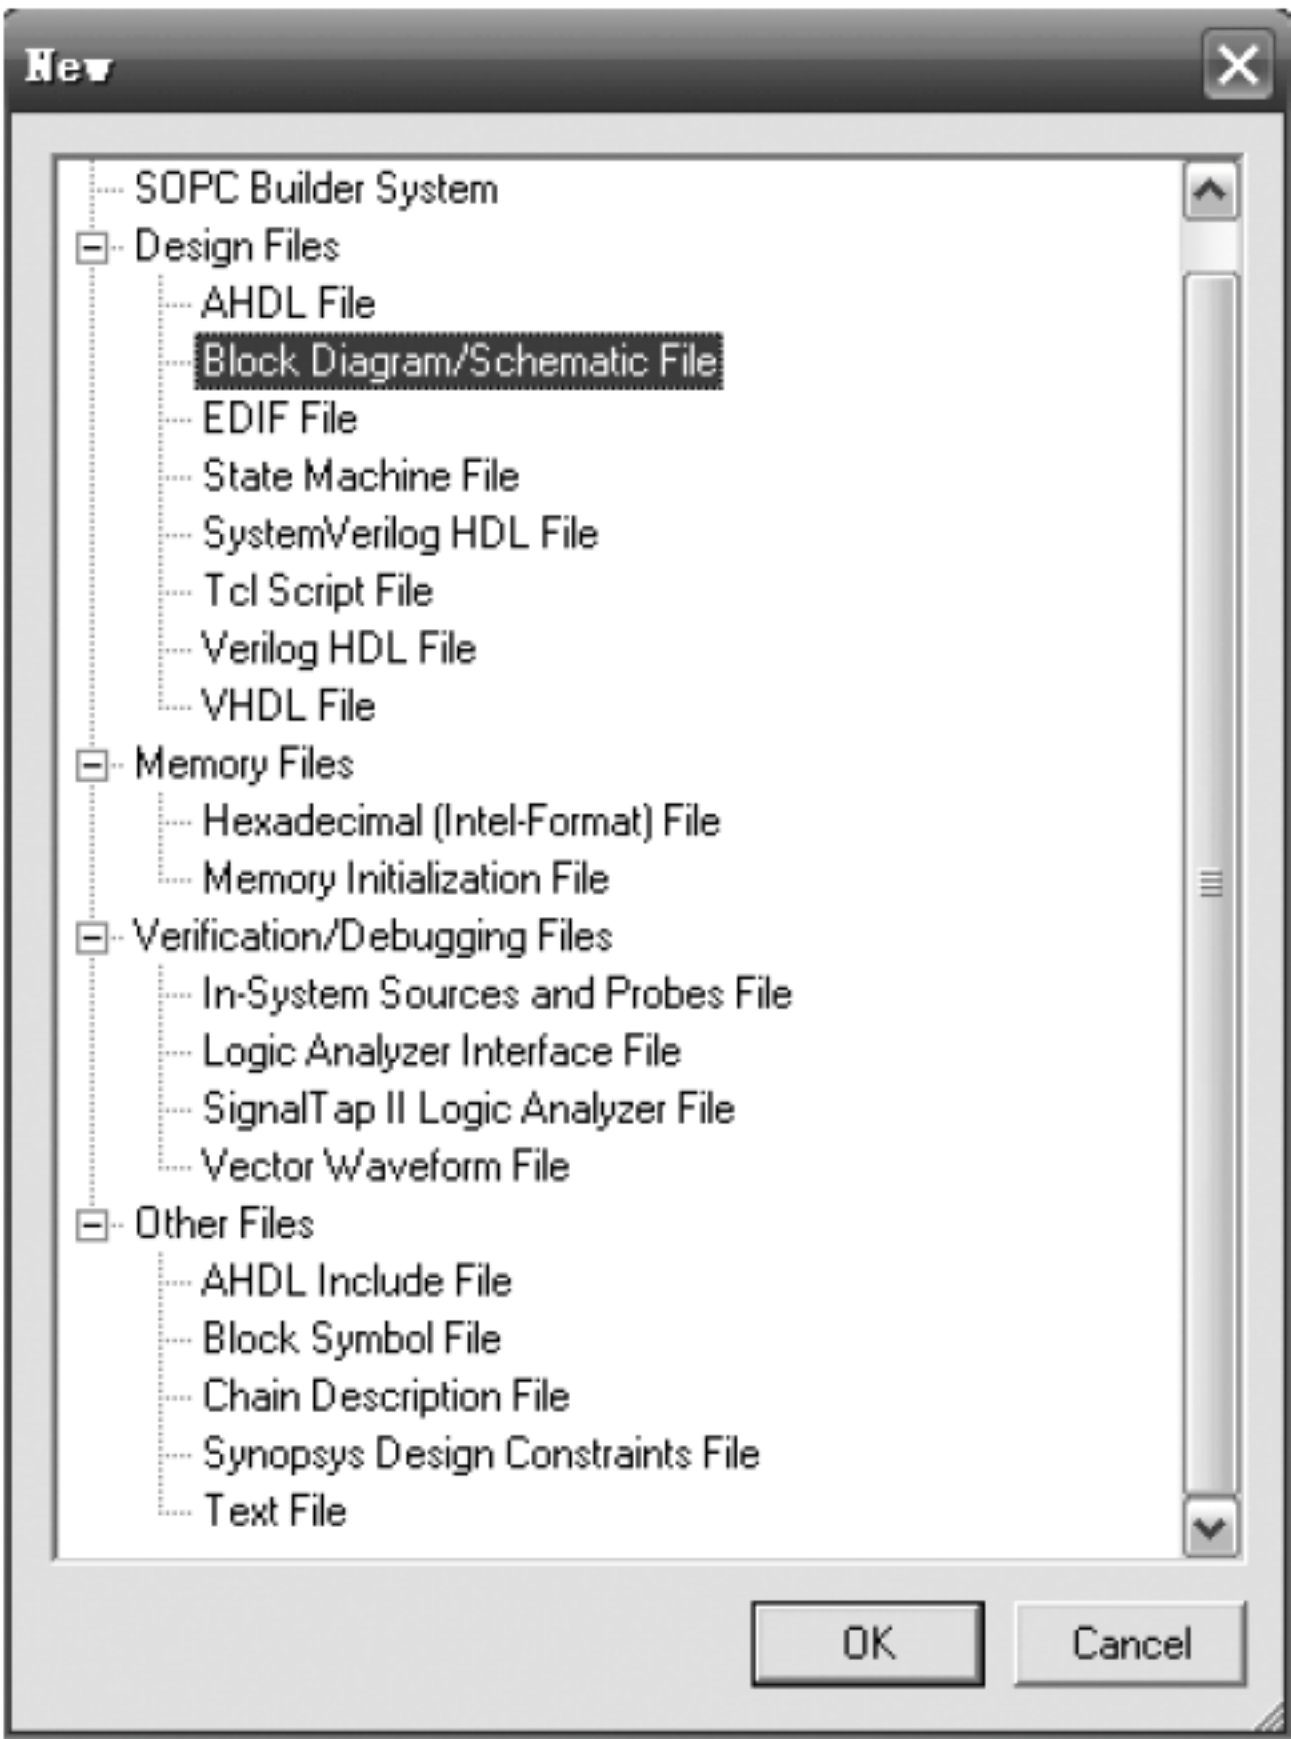 New
SOPC Builder System
Design Files
AHDL File
Block Diagram/Schematic File
EDIF File
State Machine File
SystemVerilog HDL File
Tcl Script File
Verilog HDL File
VHDL File
Memory Files
Hexadecimal (Intel-Format) File
Memory Initialization File
Verification/Debugging Files
In-System Sources and Probes File
Logic Analyzer Interface File
SignalTap II Logic Analyzer File
Vector Waveform File
Other Files
AHDL Include File
Block Symbol File
Chain Description File
Synopsys Design Constraints File
Text File
OK Cancel